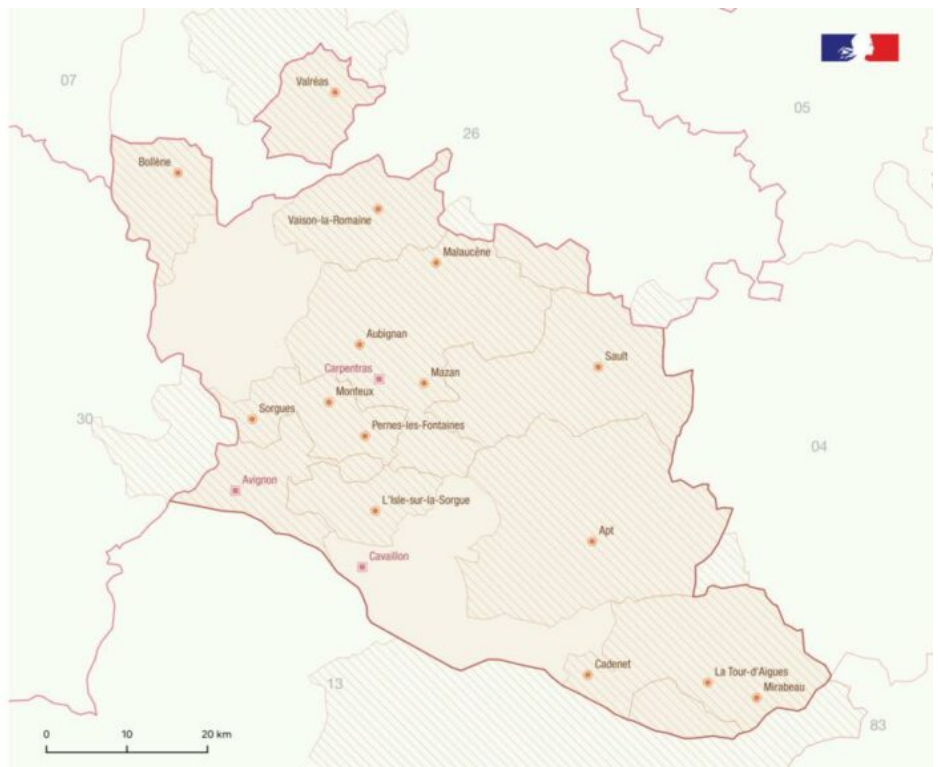 07
Valréas
05
26
Bollène
Vaison-la-Romaine
Malaucène
Aubignan
Sault
Carpentras
Mazan
Monteux
Sorgues
30
Pernes-les-Fontaines
04
Avignon
L'Isle-sur-la-Sorgue
Apt
Cavaillon
Cadenet
La Tour-d'Aigues
13
Mirabeau
83
0 10 20 km